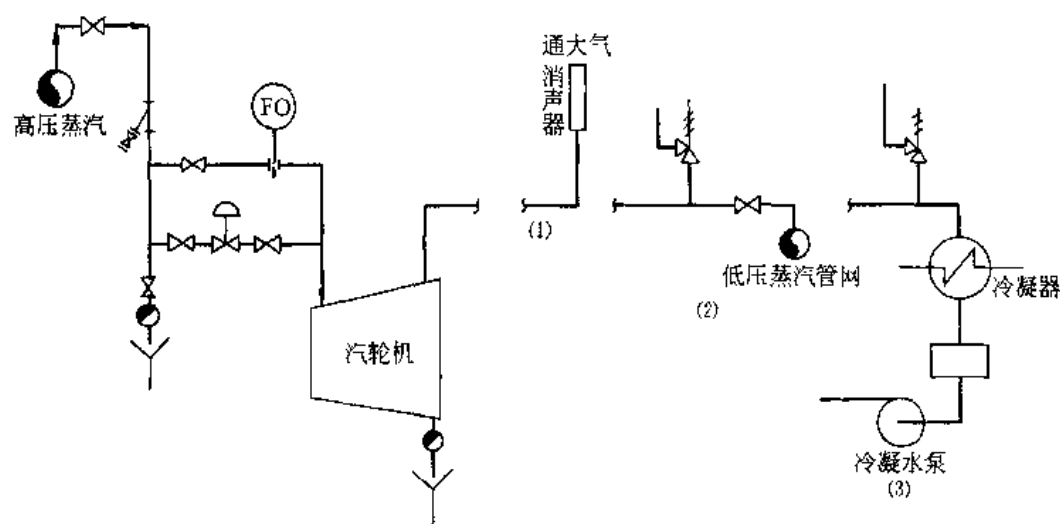 高压蒸汽
FO
汽轮机
通大气
消声器
(1)
低压蒸汽管网
(2)
冷凝器
冷凝水泵
(3)